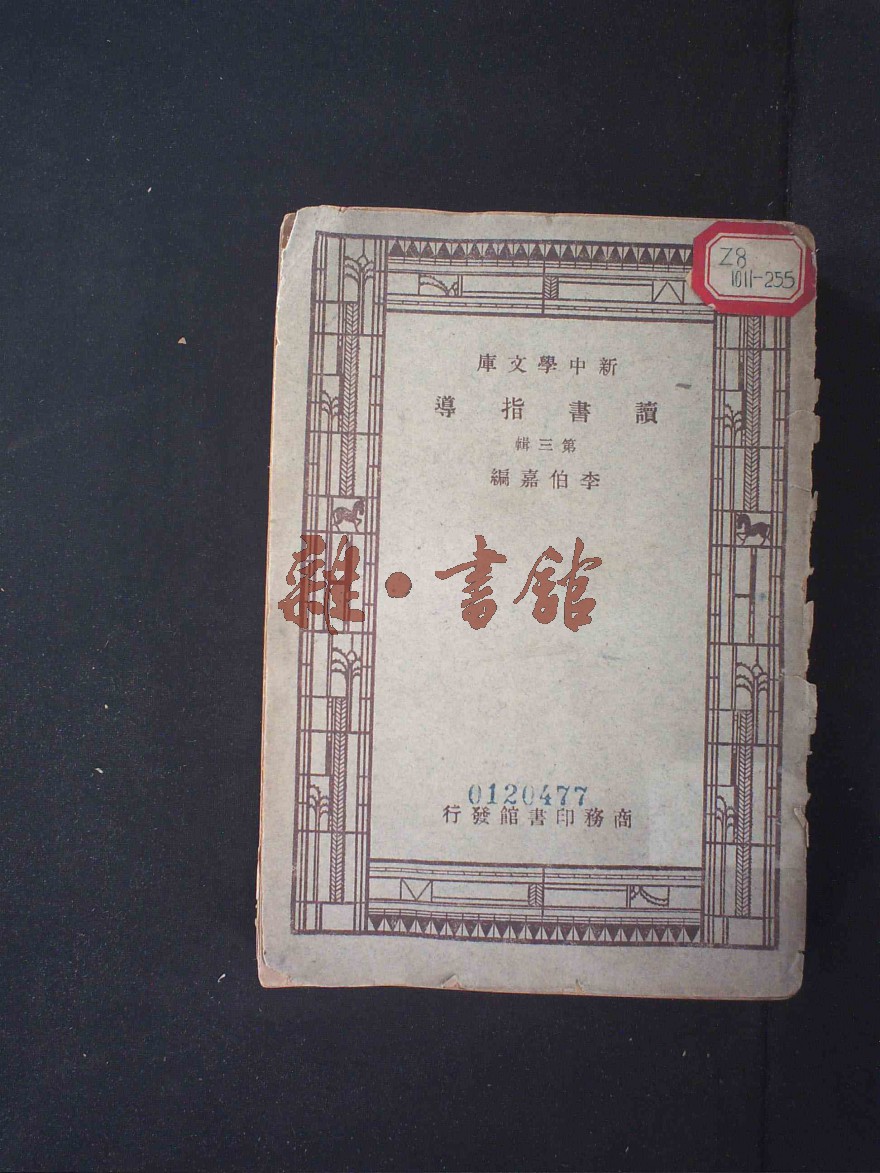 Z8
1011-255
新中學文庫
讀書指導
第三輯
李伯嘉編
雜·書館
0120477
商務印書館發行